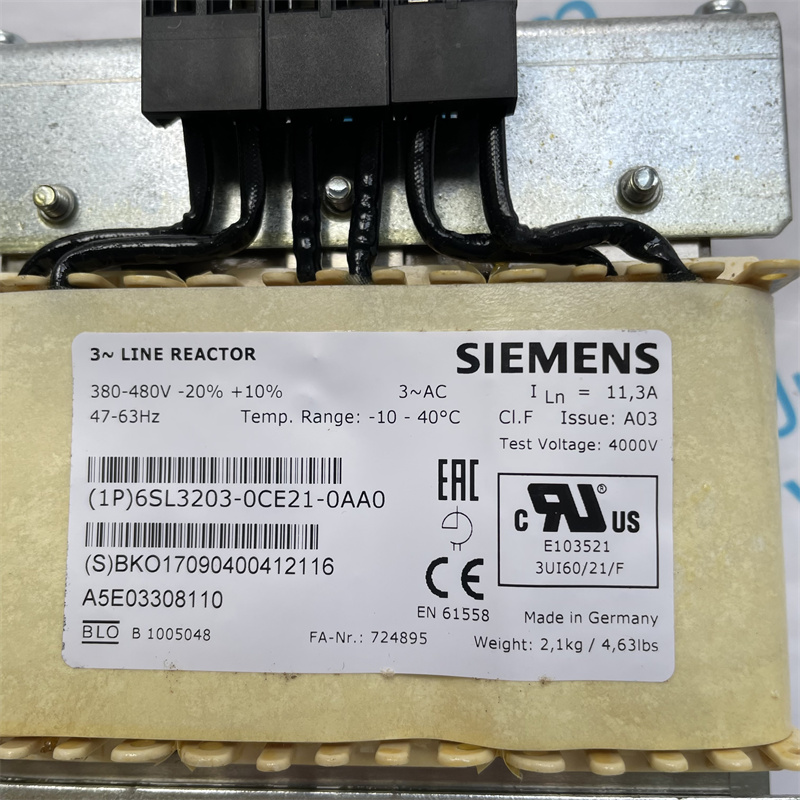 3~ LINE REACTOR
SIEMENS
380-480V -20% +10% 3~AC I Ln = 11,3A
47-63Hz Temp. Range: -10 - 40°C Cl.F Issue: A03
Test Voltage: 4000V
(1P)6SL3203-0CE21-0AA0
EAC
c RU ® US
E103521
3UI60/21/F
(S)BKO17090400412116
CE
A5E03308110
EN 61558
Made in Germany
BLO B 1005048
FA-Nr.: 724895
Weight: 2,1kg / 4,63lbs